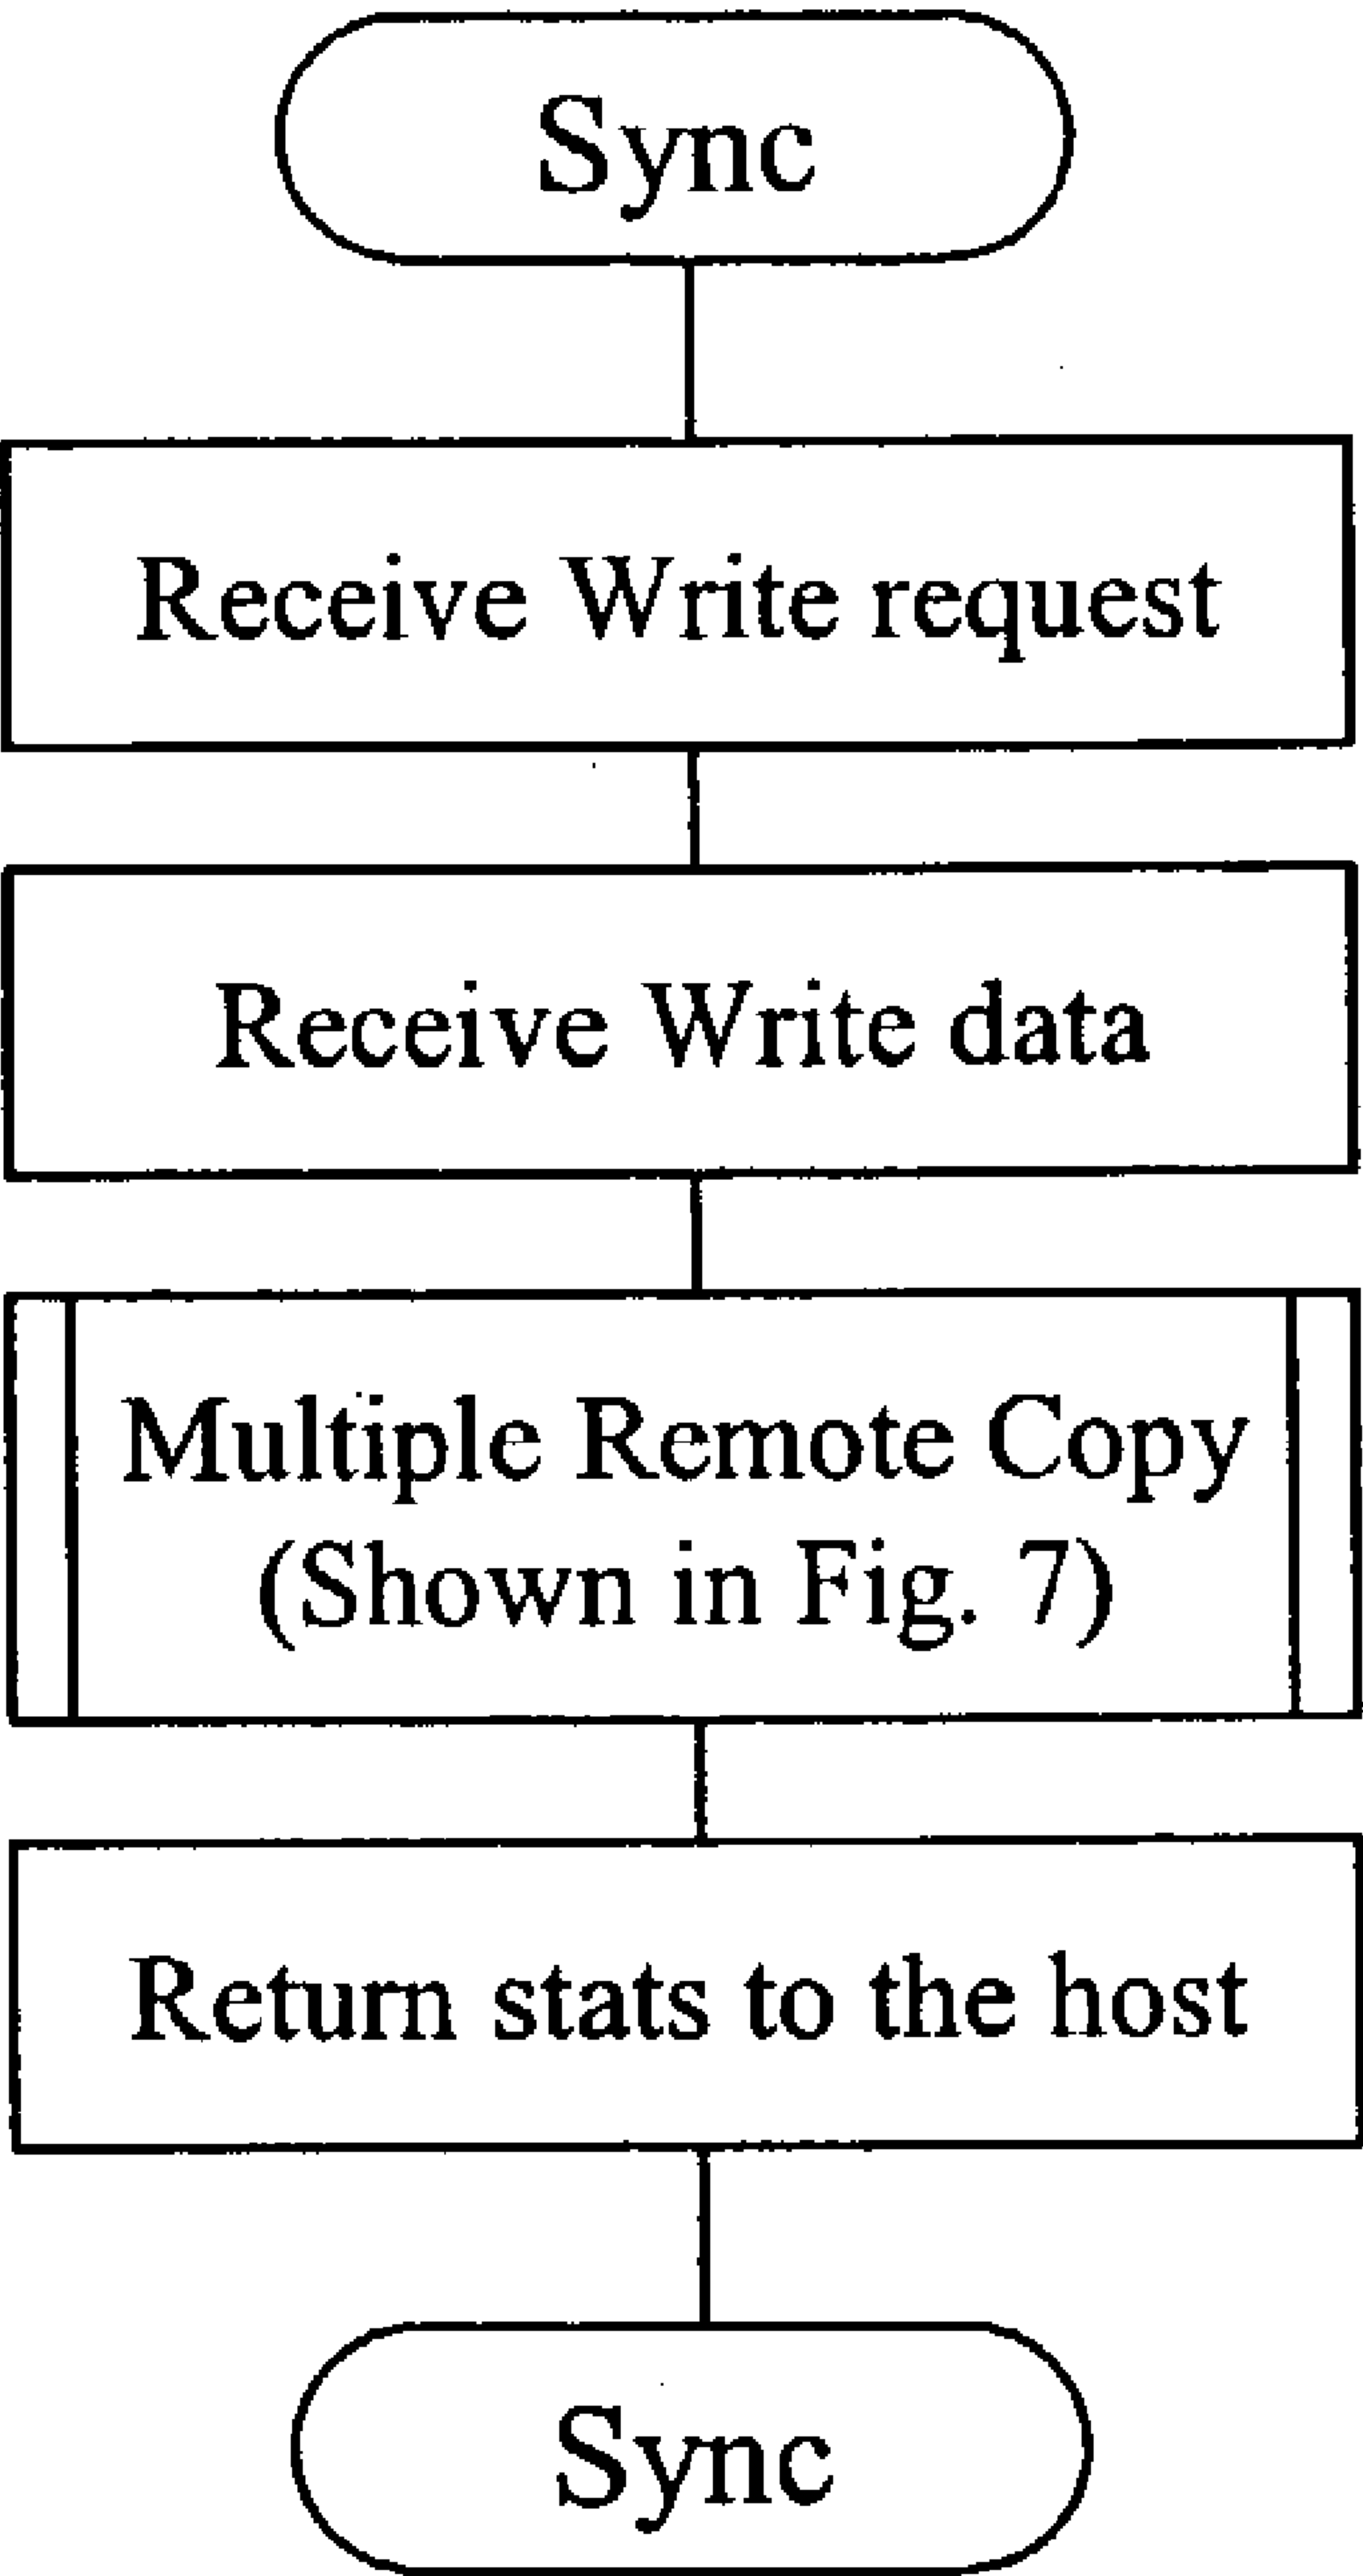 Sync
Receive Write request
Receive Write data
Multiple Remote Copy
(Shown in Fig. 7)
Return stats to the host
Sync